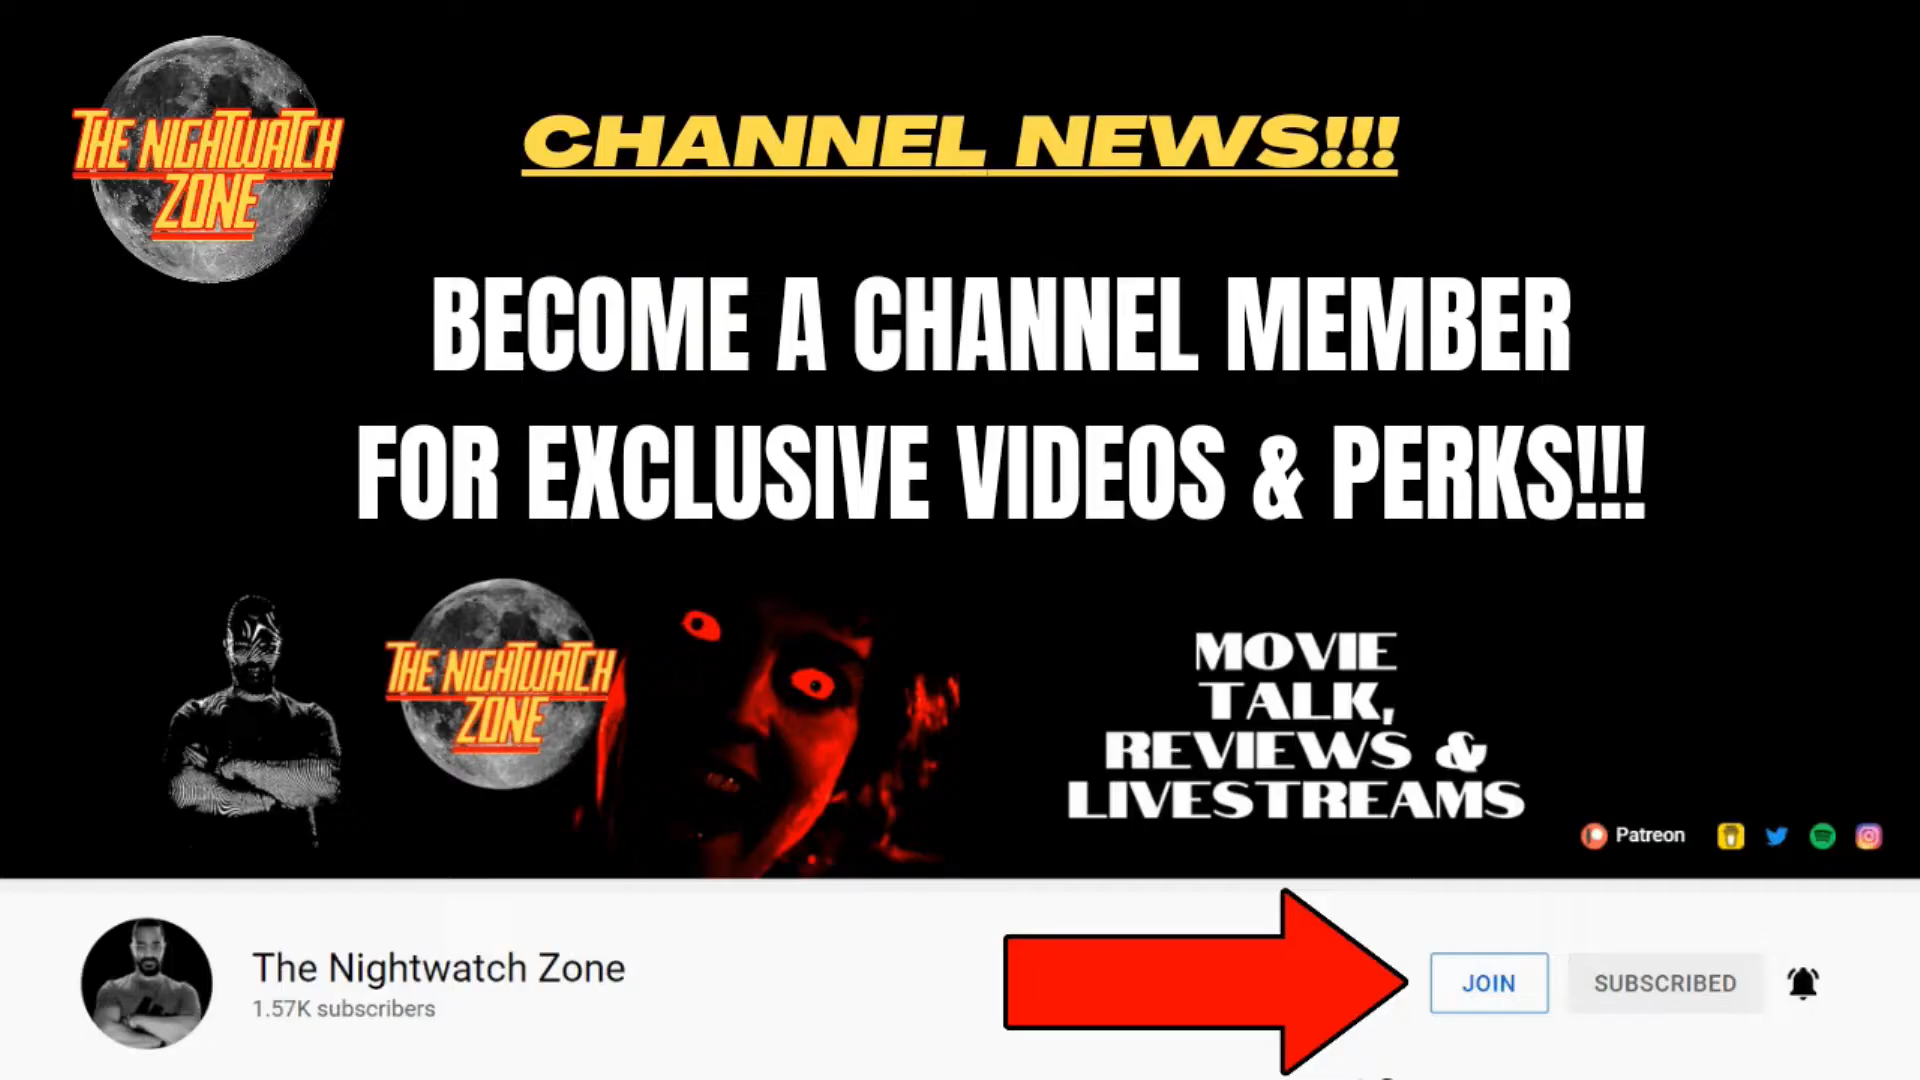 THE NIGHTWATCH
ZONE
CHANNEL NEWS!!!
BECOME A CHANNEL MEMBER
FOR EXCLUSIVE VIDEOS & PERKS!!!
THE NIGHTWATCH
ZONE
MOVIE
TALK,
REVIEWS &
LIVESTREAMS
Patreon
The Nightwatch Zone
1.57K subscribers
JOIN
SUBSCRIBED